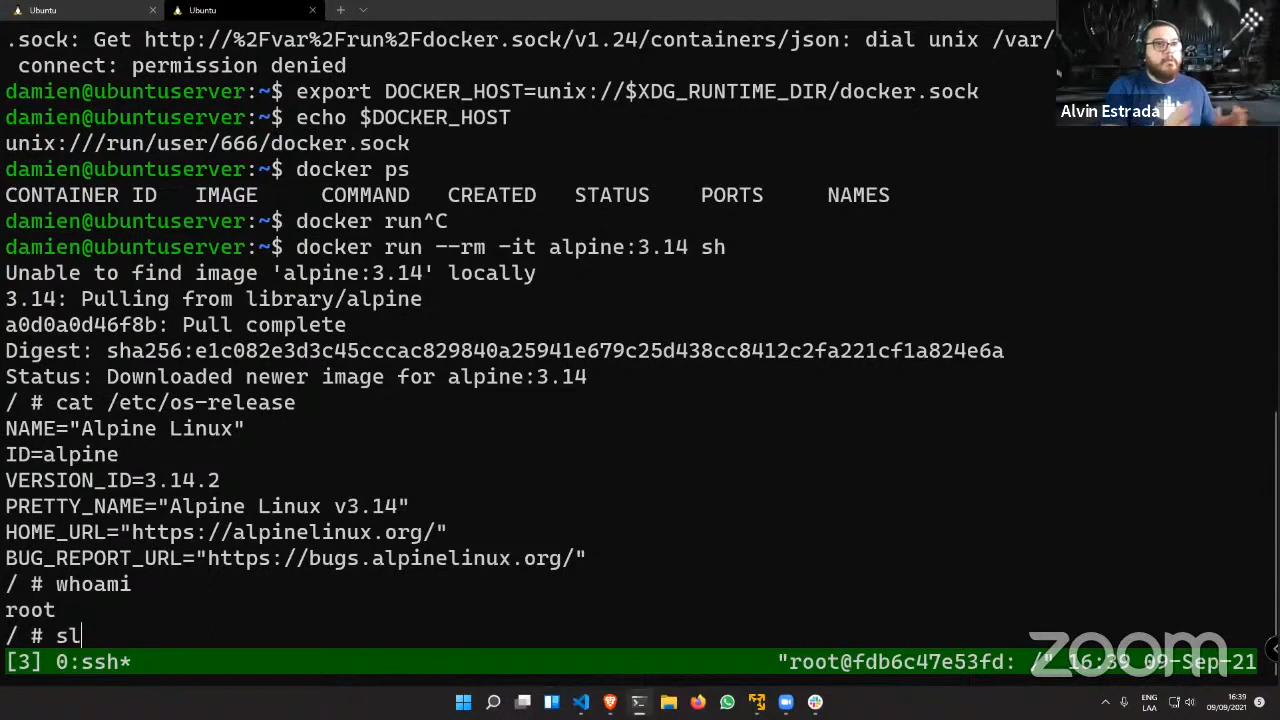 Ubuntu
Ubuntu
.sock: Get http://%2Fvar%2Frun%2Fdocker.sock/v1.24/containers/json: dial unix /var/
connect: permission denied
damien@ubuntuserver:~$ export DOCKER_HOST=unix://$XDG_RUNTIME_DIR/docker.sock
damien@ubuntuserver:~$ echo $DOCKER_HOST
unix:///run/user/666/docker.sock
damien@ubuntuserver:~$ docker ps
CONTAINER ID   IMAGE     COMMAND   CREATED   STATUS    PORTS     NAMES
damien@ubuntuserver:~$ docker run^C
damien@ubuntuserver:~$ docker run --rm -it alpine:3.14 sh
Unable to find image 'alpine:3.14' locally
3.14: Pulling from library/alpine
a0d0a0d46f8b: Pull complete
Digest: sha256:e1c082e3d3c45cccac829840a25941e679c25d438cc8412c2fa221cf1a824e6a
Status: Downloaded newer image for alpine:3.14
/ # cat /etc/os-release
NAME="Alpine Linux"
ID=alpine
VERSION_ID=3.14.2
PRETTY_NAME="Alpine Linux v3.14"
HOME_URL="https://alpinelinux.org/"
BUG_REPORT_URL="https://bugs.alpinelinux.org/"
/ # whoami
root
/ # sl
[3] 0:ssh* "root@fdb6c47e53fd: /" 16:39 09-Sep-21
Alvin Estrada
zoom
ENG
LAA
16:39
09/09/2021